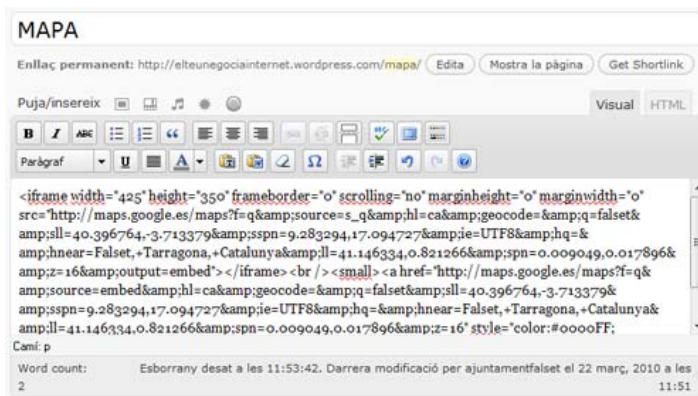 MAPA
Enllaç permanent: http://elteunegociainternet.wordpress.com/mapa/ Edita Mostra la pàgina Get Shortlink
Puja/insereix Visual HTML
B I ABC
Paràgraf U A Ω
<iframe width="425" height="350" frameborder="0" scrolling="no" marginheight="0" marginwidth="0"
src="http://maps.google.es/maps?f=q&amp;source=s_q&amp;hl=ca&amp;geocode=&amp;q=falset&
amp;sll=40.396764,-3.713379&amp;sspn=9.283294,17.094727&amp;ie=UTF8&amp;hq=&
amp;hnear=Falset,+Tarragona,+Catalunya&amp;ll=41.146334,0.821266&amp;spn=0.009049,0.017896&
amp;z=16&amp;output=embed"></iframe><br /><small><a href="http://maps.google.es/maps?f=q&
amp;source=embed&amp;hl=ca&amp;geocode=&amp;q=falset&amp;sll=40.396764,-3.713379&
amp;sspn=9.283294,17.094727&amp;ie=UTF8&amp;hq=&amp;hnear=Falset,+Tarragona,+Catalunya&
amp;ll=41.146334,0.821266&amp;spn=0.009049,0.017896&amp;z=16" style="color:#0000FF;
Camí: p
Word count: Esborrany desat a les 11:53:42. Darrera modificació per ajuntamentfalset el 22 març, 2010 a les
2 11:51